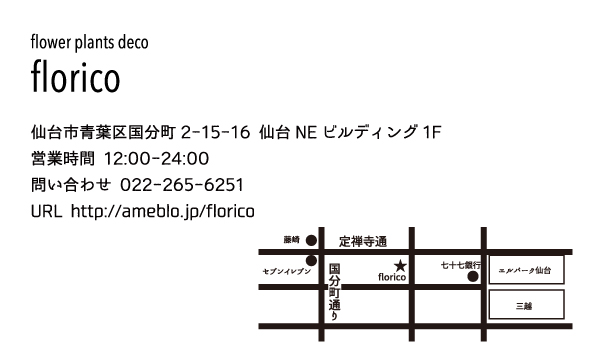 flower plants deco
florico
仙台市青葉区国分町 2-15-16 仙台 NE ビルディング 1F
営業時間 12:00-24:00
問い合わせ 022-265-6251
URL http://ameblo.jp/florico
藤崎
定禅寺通
セブンイレブン
国分町通り
florico
七十七銀行
エルパーク仙台
三越